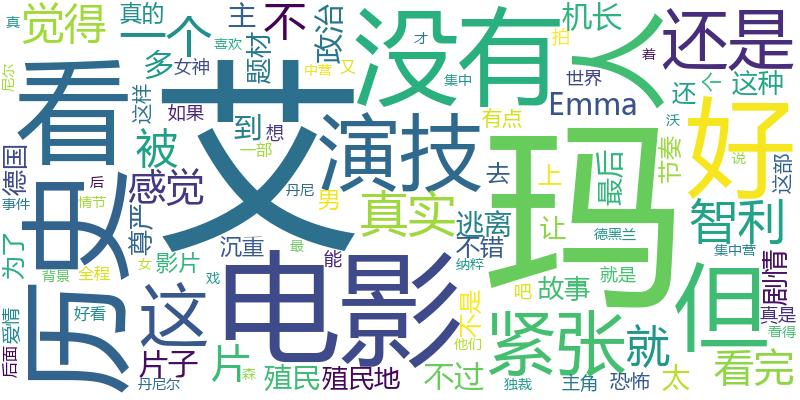 觉得
真的
一个
主
不
政治
没有
人
机长
还是
才
拍
着
真
喜欢
多
女神
题材
中营
又
集中
世界
还
个
这种
尼尔
看
艾
这样
如果
到
想
Emma
有点
沃
好
节奏
说
这部
德国
被
一部
演技
玛
去
上
最后
后
感觉
丹尼
男
真实
智利
事件
历史
情节
尊严
逃离
让
德黑兰
为了
沉重
最
能
不错
纳粹
集中营
背景
全程
女
影片
电影
戏
就是
但
剧情
爱情
好看
这
吧
故事
不是
紧张
就
真是
看得
后面
片子
片
他们
看完
丹尼尔
森
殖民
殖民地
不过
独裁
主角
恐怖
太